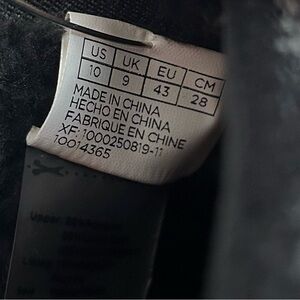 US UK EU CM
10 9 43 28
MADE IN CHINA
HECHO EN CHINA
FABRIQUE EN CHINE
XF: 1000250819-11
10014365
Upper: